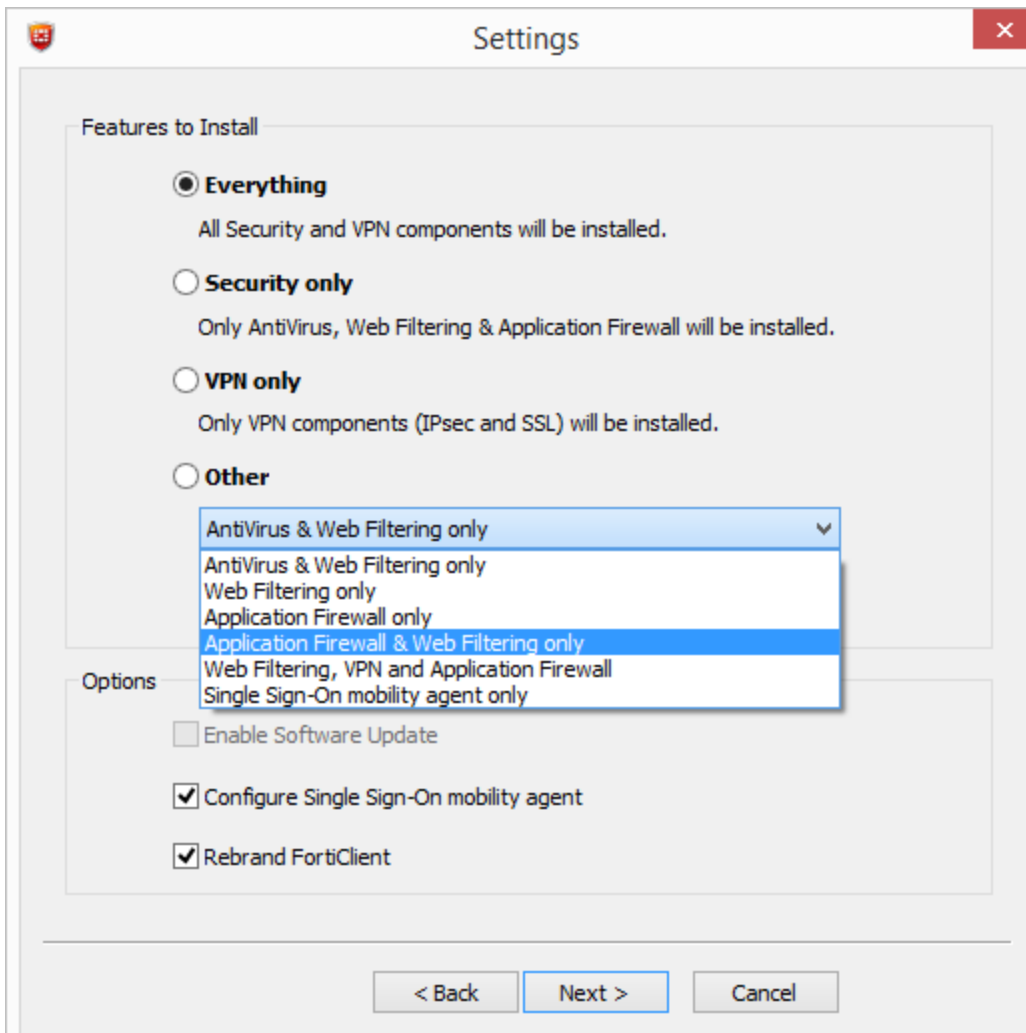 Settings
Features to Install
Everything
All Security and VPN components will be installed.
Security only
Only AntiVirus, Web Filtering & Application Firewall will be installed.
VPN only
Only VPN components (IPsec and SSL) will be installed.
Other
AntiVirus & Web Filtering only
AntiVirus & Web Filtering only
Web Filtering only
Application Firewall only
Application Firewall & Web Filtering only
Web Filtering, VPN and Application Firewall
Single Sign-On mobility agent only
Options
Enable Software Update
Configure Single Sign-On mobility agent
Rebrand FortiClient
< Back Next > Cancel